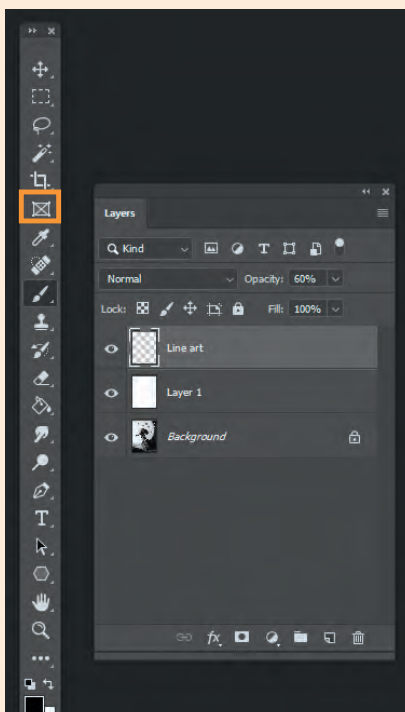 Layers
Kind
Normal Opacity: 60%
Lock: Fill: 100%
Line art
Layer 1
Background